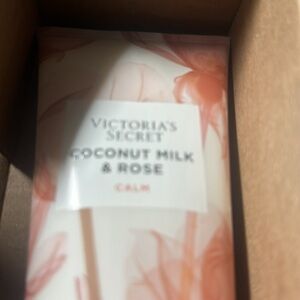 VICTORIA'S
SECRET
COCONUT MILK
& ROSE
CALM